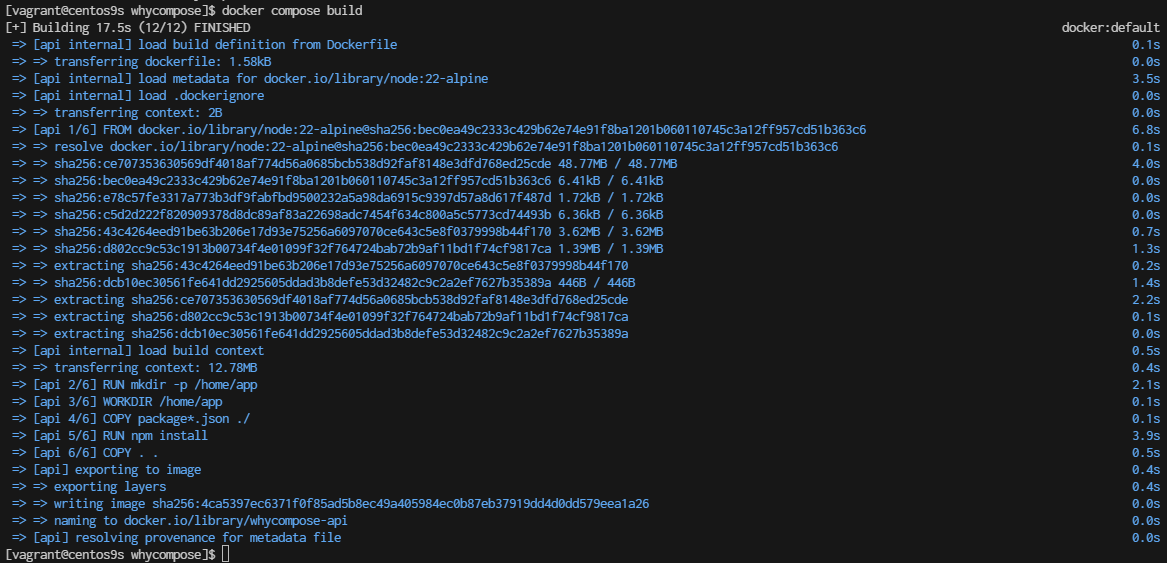 [vagrant@centos9s whycompose]$ docker compose build
[+] Building 17.5s (12/12) FINISHED docker:default
=> [api internal] load build definition from Dockerfile 0.1s
=> => transferring dockerfile: 1.58kB 0.0s
=> [api internal] load metadata for docker.io/library/node:22-alpine 3.5s
=> [api internal] load .dockerignore 0.0s
=> => transferring context: 2B 0.0s
=> [api 1/6] FROM docker.io/library/node:22-alpine@sha256:bec0ea49c2333c429b62e74e91f8ba1201b060110745c3a12ff957cd51b363c6 6.8s
=> => resolve docker.io/library/node:22-alpine@sha256:bec0ea49c2333c429b62e74e91f8ba1201b060110745c3a12ff957cd51b363c6 0.1s
=> => sha256:ce707353630569df4018af774d56a0685bcb538d92faf8148e3dfd768ed25cde 48.77MB / 48.77MB 4.0s
=> => sha256:bec0ea49c2333c429b62e74e91f8ba1201b060110745c3a12ff957cd51b363c6 6.41kB / 6.41kB 0.0s
=> => sha256:e78c57fe3317a773b3df9fabfbd9500232a5a98da6915c9397d57a8d617f487d 1.72kB / 1.72kB 0.0s
=> => sha256:c5d2d222f820909378d8dc89af83a22698adc7454f634c800a5c5773cd74493b 6.36kB / 6.36kB 0.0s
=> => sha256:43c4264eed91be63b206e17d93e75256a6097070ce643c5e8f0379998b44f170 3.62MB / 3.62MB 0.7s
=> => sha256:d802cc9c53c1913b00734f4e01099f32f764724bab72b9af11bd1f74cf9817ca 1.39MB / 1.39MB 1.3s
=> => extracting sha256:43c4264eed91be63b206e17d93e75256a6097070ce643c5e8f0379998b44f170 0.2s
=> => sha256:dcb10ec30561fe641dd2925605ddad3b8defe53d32482c9c2a2ef7627b35389a 446B / 446B 1.4s
=> => extracting sha256:ce707353630569df4018af774d56a0685bcb538d92faf8148e3dfd768ed25cde 2.2s
=> => extracting sha256:d802cc9c53c1913b00734f4e01099f32f764724bab72b9af11bd1f74cf9817ca 0.1s
=> => extracting sha256:dcb10ec30561fe641dd2925605ddad3b8defe53d32482c9c2a2ef7627b35389a 0.0s
=> [api internal] load build context 0.5s
=> => transferring context: 12.78MB 0.4s
=> [api 2/6] RUN mkdir -p /home/app 2.1s
=> [api 3/6] WORKDIR /home/app 0.1s
=> [api 4/6] COPY package*.json ./ 0.1s
=> [api 5/6] RUN npm install 3.9s
=> [api 6/6] COPY . . 0.5s
=> [api] exporting to image 0.4s
=> => exporting layers 0.4s
=> => writing image sha256:4ca5397ec6371f0f85ad5b8ec49a405984ec0b87eb37919dd4d0dd579eea1a26 0.0s
=> => naming to docker.io/library/whycompose-api 0.0s
=> [api] resolving provenance for metadata file 0.0s
[vagrant@centos9s whycompose]$